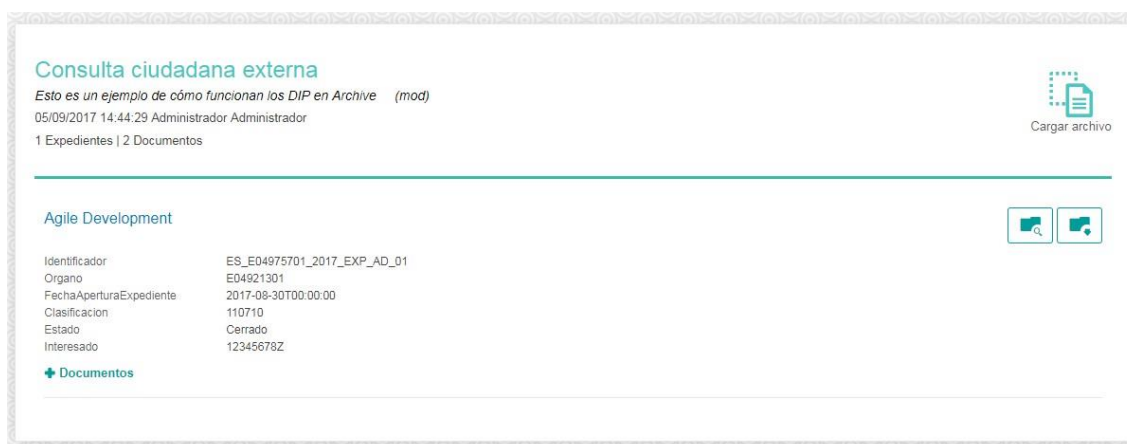 Consulta ciudadana externa
Esto es un ejemplo de cómo funcionan los DIP en Archive (mod)
05/09/2017 14:44:29 Administrador Administrador
1 Expedientes | 2 Documentos
Cargar archivo
Agile Development
Identificador ES_E04975701_2017_EXP_AD_01
Organo E04921301
FechaAperturaExpediente 2017-08-30T00:00:00
Clasificacion 110710
Estado Cerrado
Interesado 12345678Z
Documentos